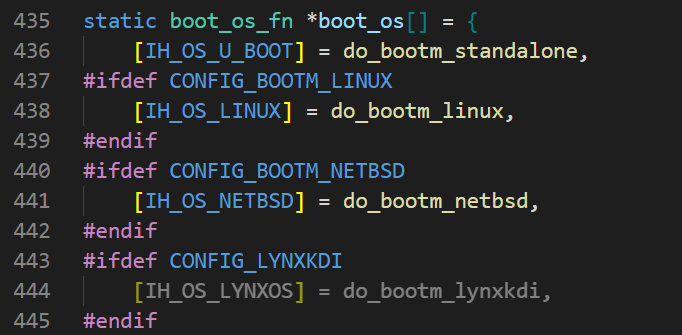 435 static boot_os_fn *boot_os[] = {
436     [IH_OS_U_BOOT] = do_bootm_standalone,
437 #ifdef CONFIG_BOOTM_LINUX
438     [IH_OS_LINUX] = do_bootm_linux,
439 #endif
440 #ifdef CONFIG_BOOTM_NETBSD
441     [IH_OS_NETBSD] = do_bootm_netbsd,
442 #endif
443 #ifdef CONFIG_LYNXKDI
444     [IH_OS_LYNXOS] = do_bootm_lynxkdi,
445 #endif